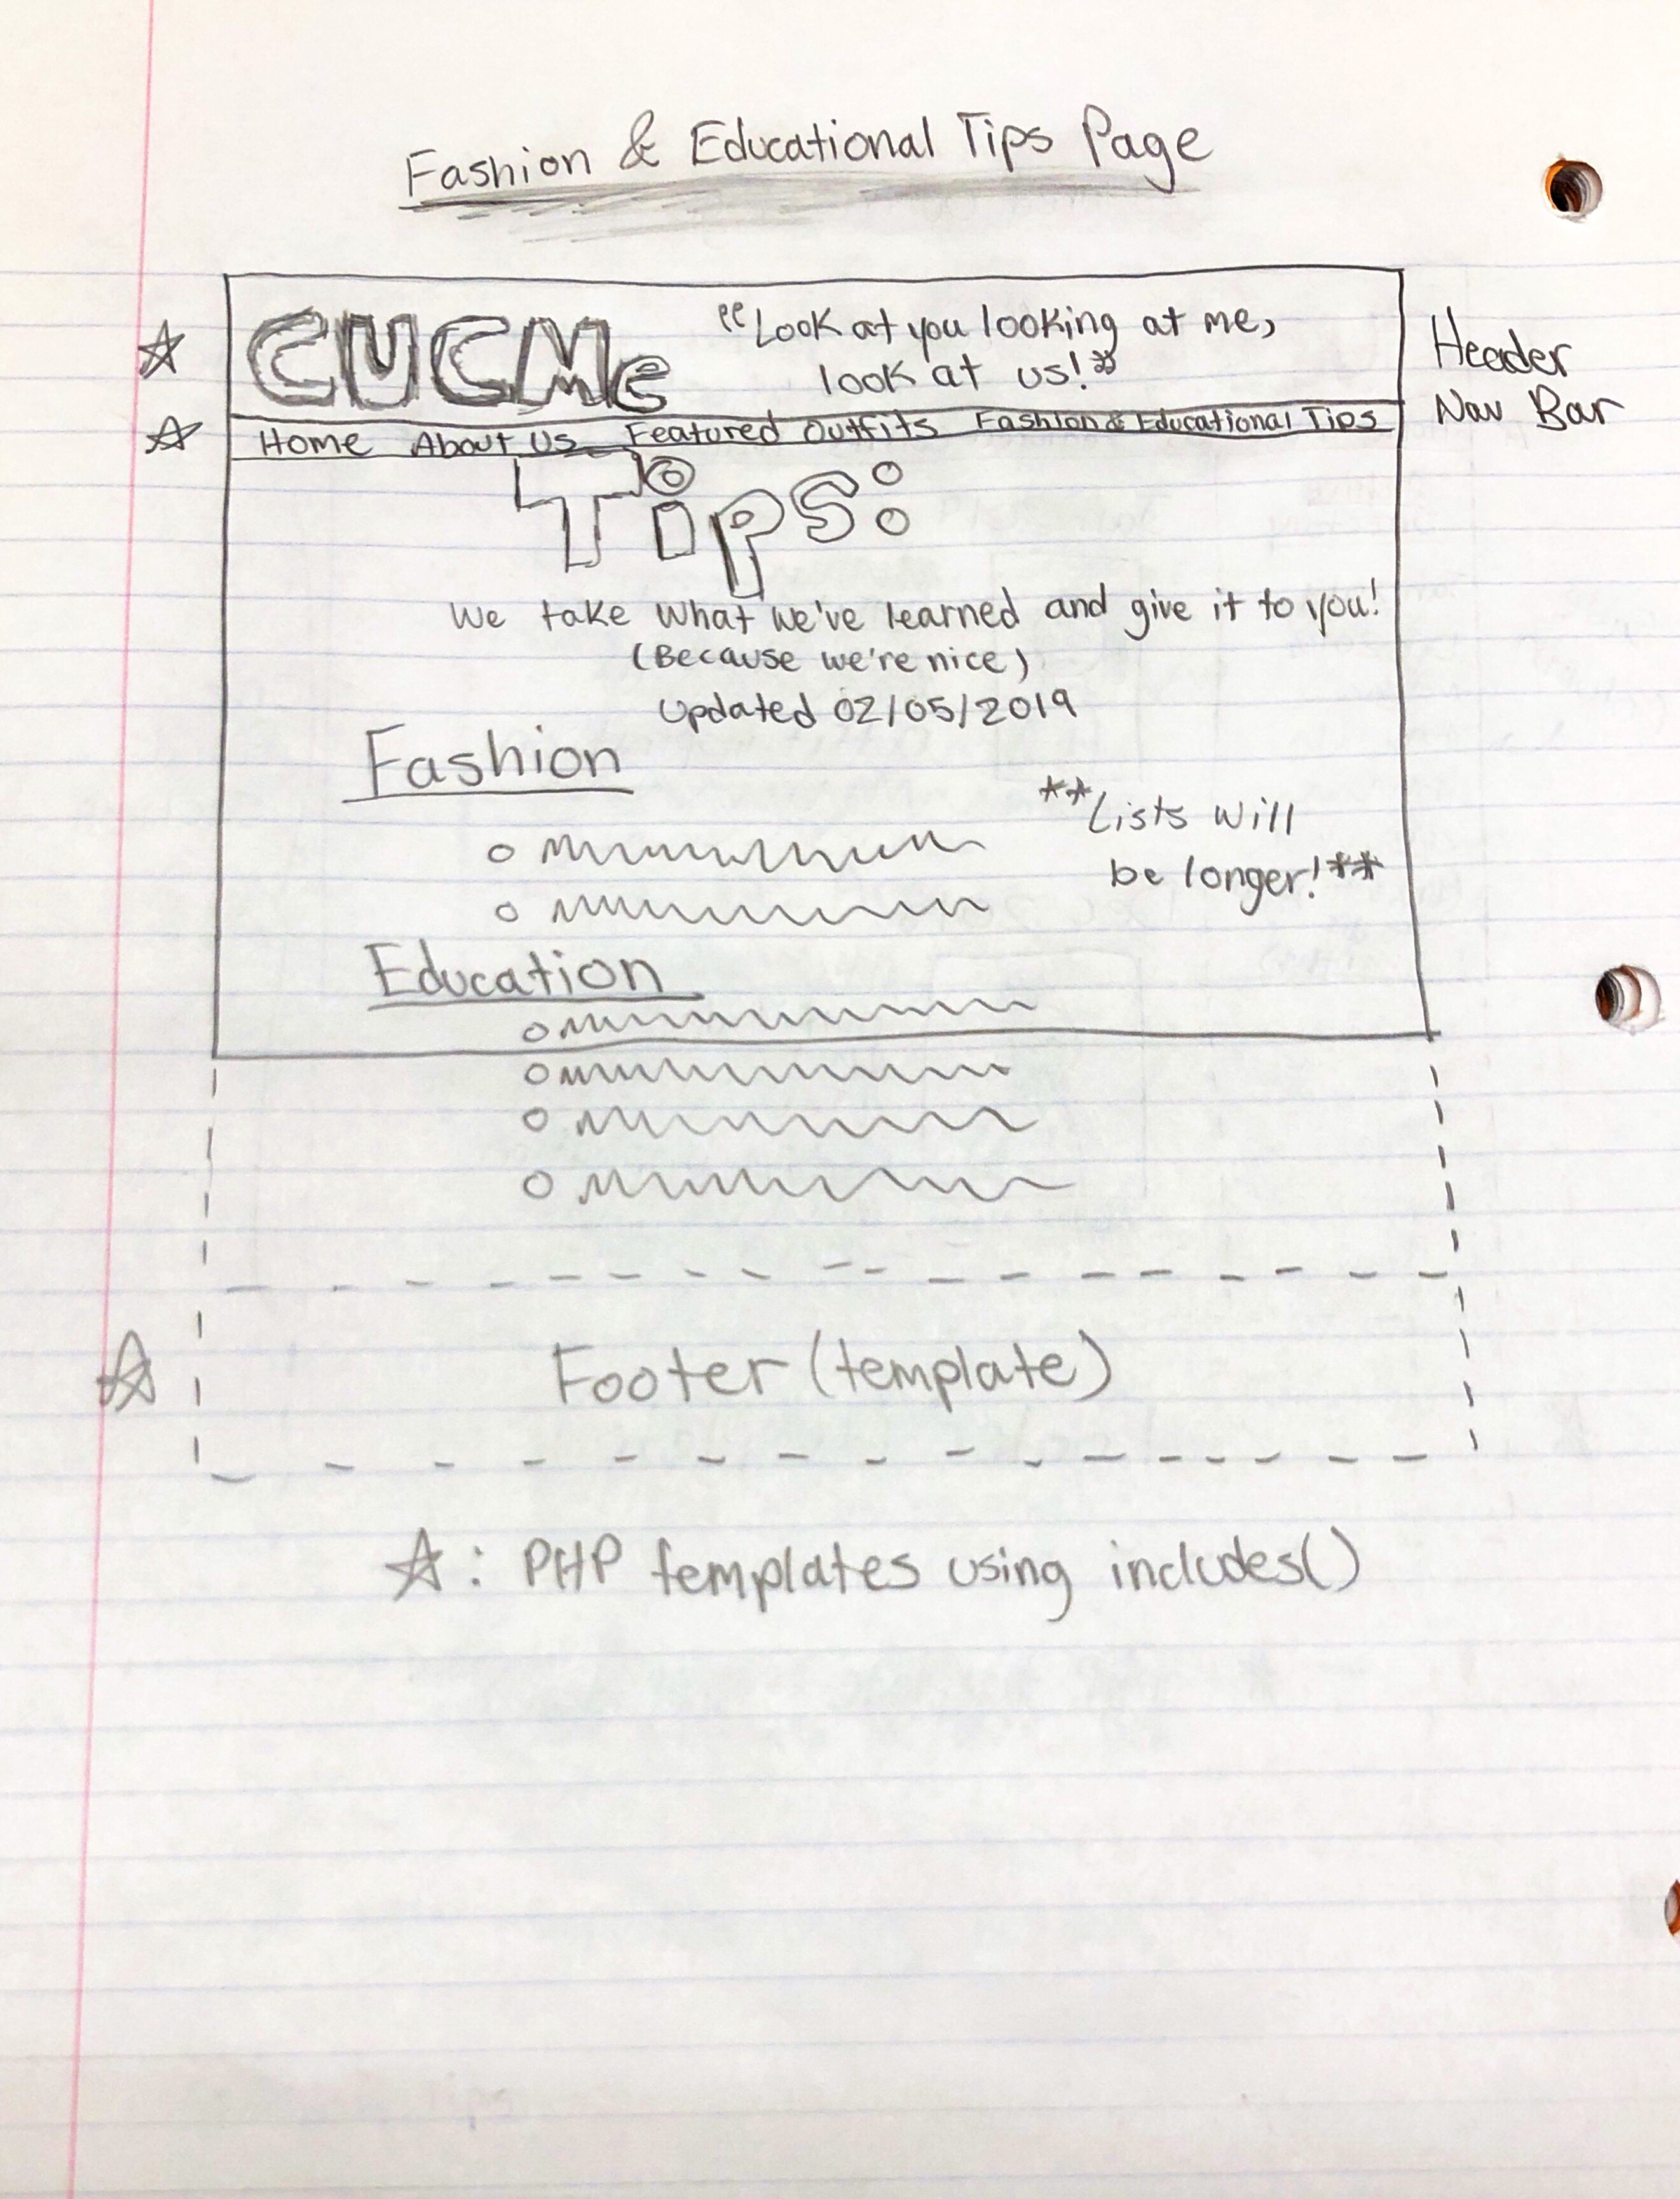 Fashion & Educational Tips Page
CUCMe
"Look at you looking at me,
look at us!"
Header
Nav Bar
Home About Us Featured Outfits Fashion & Educational Tips
Tips:
We take what we've learned and give it to you!
(Because we're nice)
Updated 02/05/2019
Fashion
**Lists will
be longer!**
Education
Footer (template)
☆: PHP templates using includes()